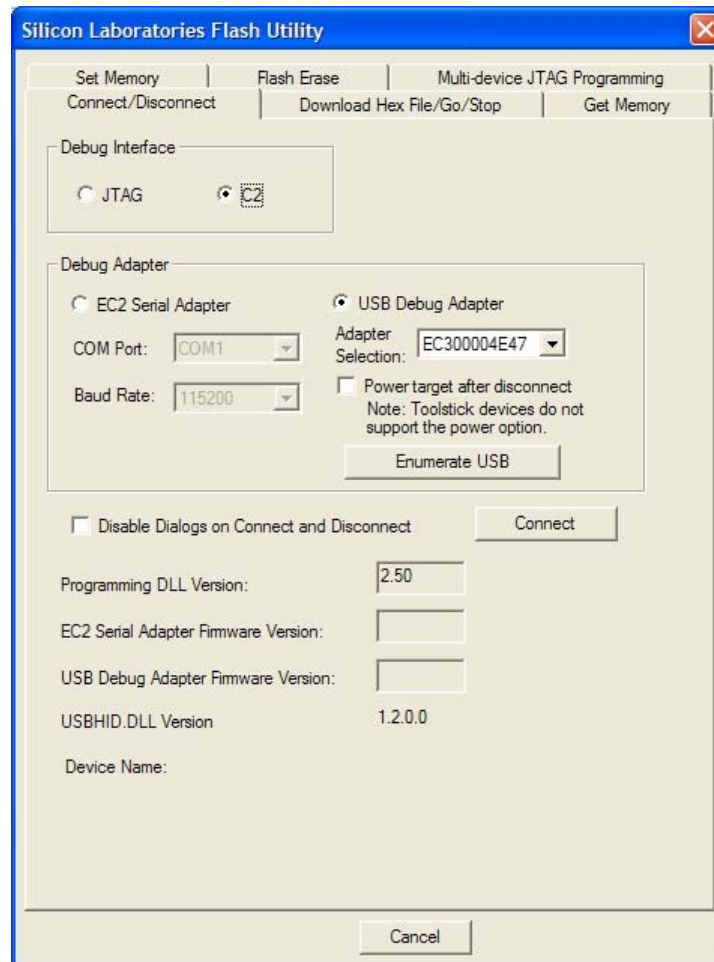 Silicon Laboratories Flash Utility
Set Memory
Flash Erase
Multi-device JTAG Programming
Connect/Disconnect
Download Hex File/Go/Stop
Get Memory
Debug Interface
JTAG
C2
Debug Adapter
EC2 Serial Adapter
USB Debug Adapter
COM Port:
COM1
Adapter
Selection:
EC300004E47
Baud Rate:
115200
Power target after disconnect
Note: Toolstick devices do not
support the power option.
Enumerate USB
Disable Dialogs on Connect and Disconnect
Connect
Programming DLL Version:
2.50
EC2 Serial Adapter Firmware Version:
USB Debug Adapter Firmware Version:
USBHID.DLL Version
1.2.0.0
Device Name:
Cancel